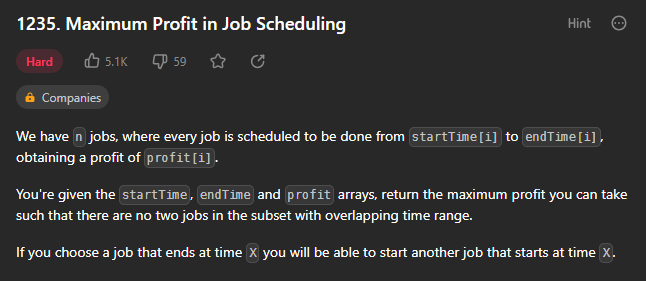 1235. Maximum Profit in Job Scheduling
Hint
Hard
5.1K
59
Companies
We have n jobs, where every job is scheduled to be done from startTime[i] to endTime[i],
obtaining a profit of profit[i].
You're given the startTime, endTime and profit arrays, return the maximum profit you can take
such that there are no two jobs in the subset with overlapping time range.
If you choose a job that ends at time X you will be able to start another job that starts at time X.